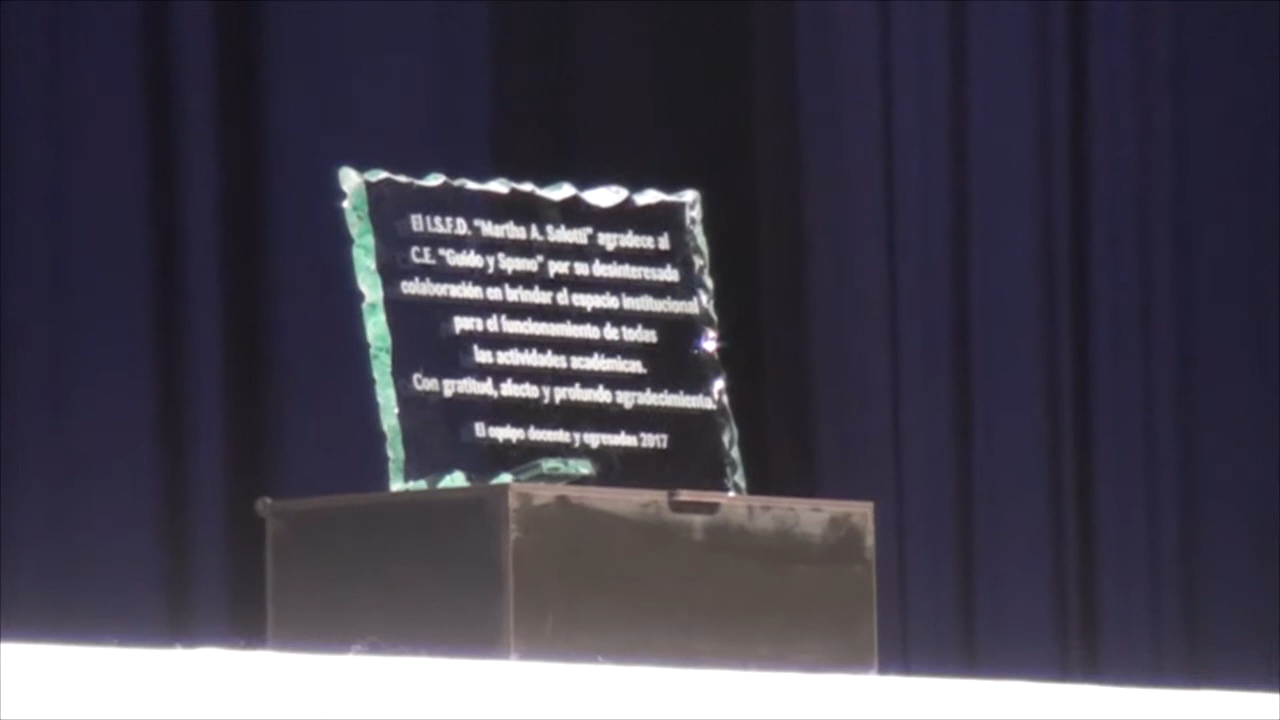 El I.S.F.D. "Martha A. Salotti" agradece al
C.E. "Guido y Spano" por su desinteresada
colaboración en brindar el espacio institucional
para el funcionamiento de todas
las actividades académicas.
Con gratitud, afecto y profundo agradecimiento.
El equipo docente y egresados 2017